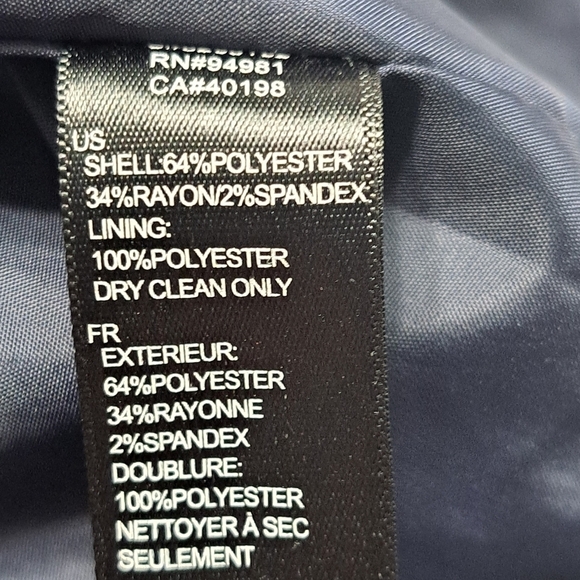 RN#94981
CA#40198
US
SHELL:64%POLYESTER
34%RAYON/2%SPANDEX
LINING:
100%POLYESTER
DRY CLEAN ONLY
FR
EXTERIEUR:
64%POLYESTER
34%RAYONNE
2%SPANDEX
DOUBLURE:
100%POLYESTER
NETTOYER À SEC
SEULEMENT